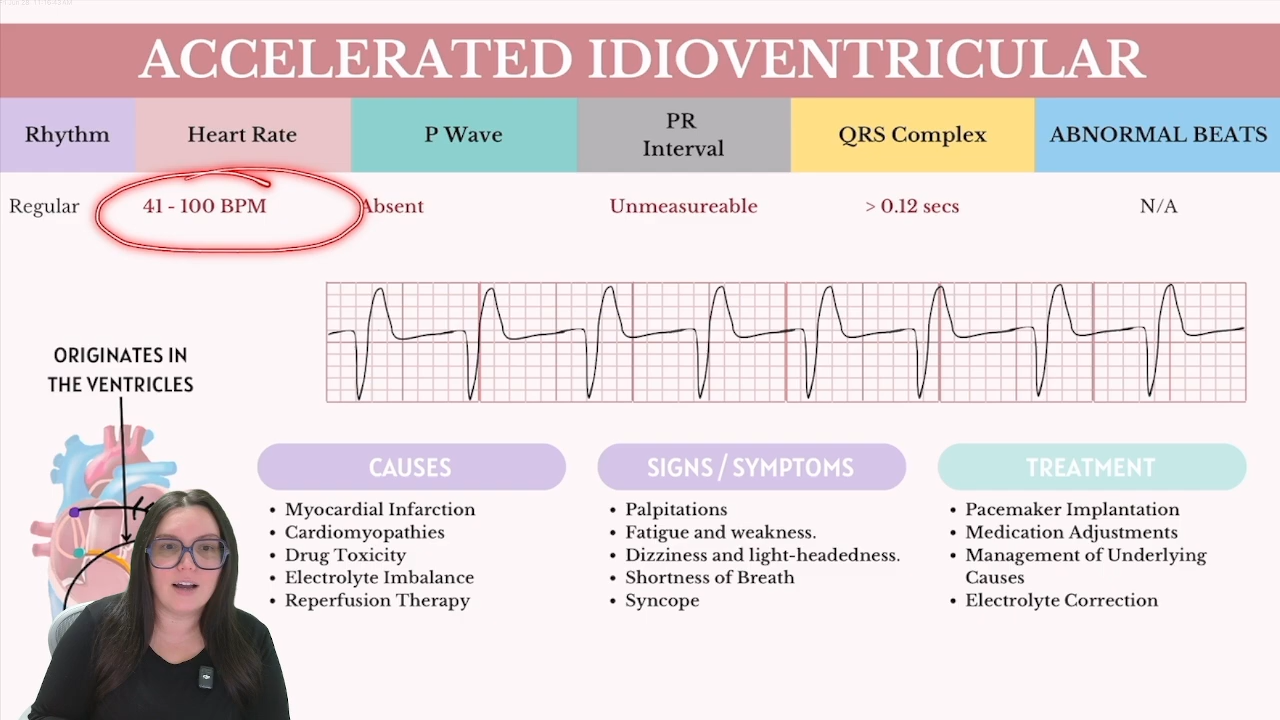 ACCELERATED IDIOVENTRICULAR
Rhythm
Heart Rate
P Wave
PR
Interval
QRS Complex
ABNORMAL BEATS
Regular
41 - 100 BPM
Absent
Unmeasureable
> 0.12 secs
N/A
ORIGINATES IN
THE VENTRICLES
CAUSES
• Myocardial Infarction
• Cardiomyopathies
• Drug Toxicity
• Electrolyte Imbalance
• Reperfusion Therapy
SIGNS / SYMPTOMS
• Palpitations
• Fatigue and weakness.
• Dizziness and light-headedness.
• Shortness of Breath
• Syncope
TREATMENT
• Pacemaker Implantation
• Medication Adjustments
• Management of Underlying
Causes
• Electrolyte Correction